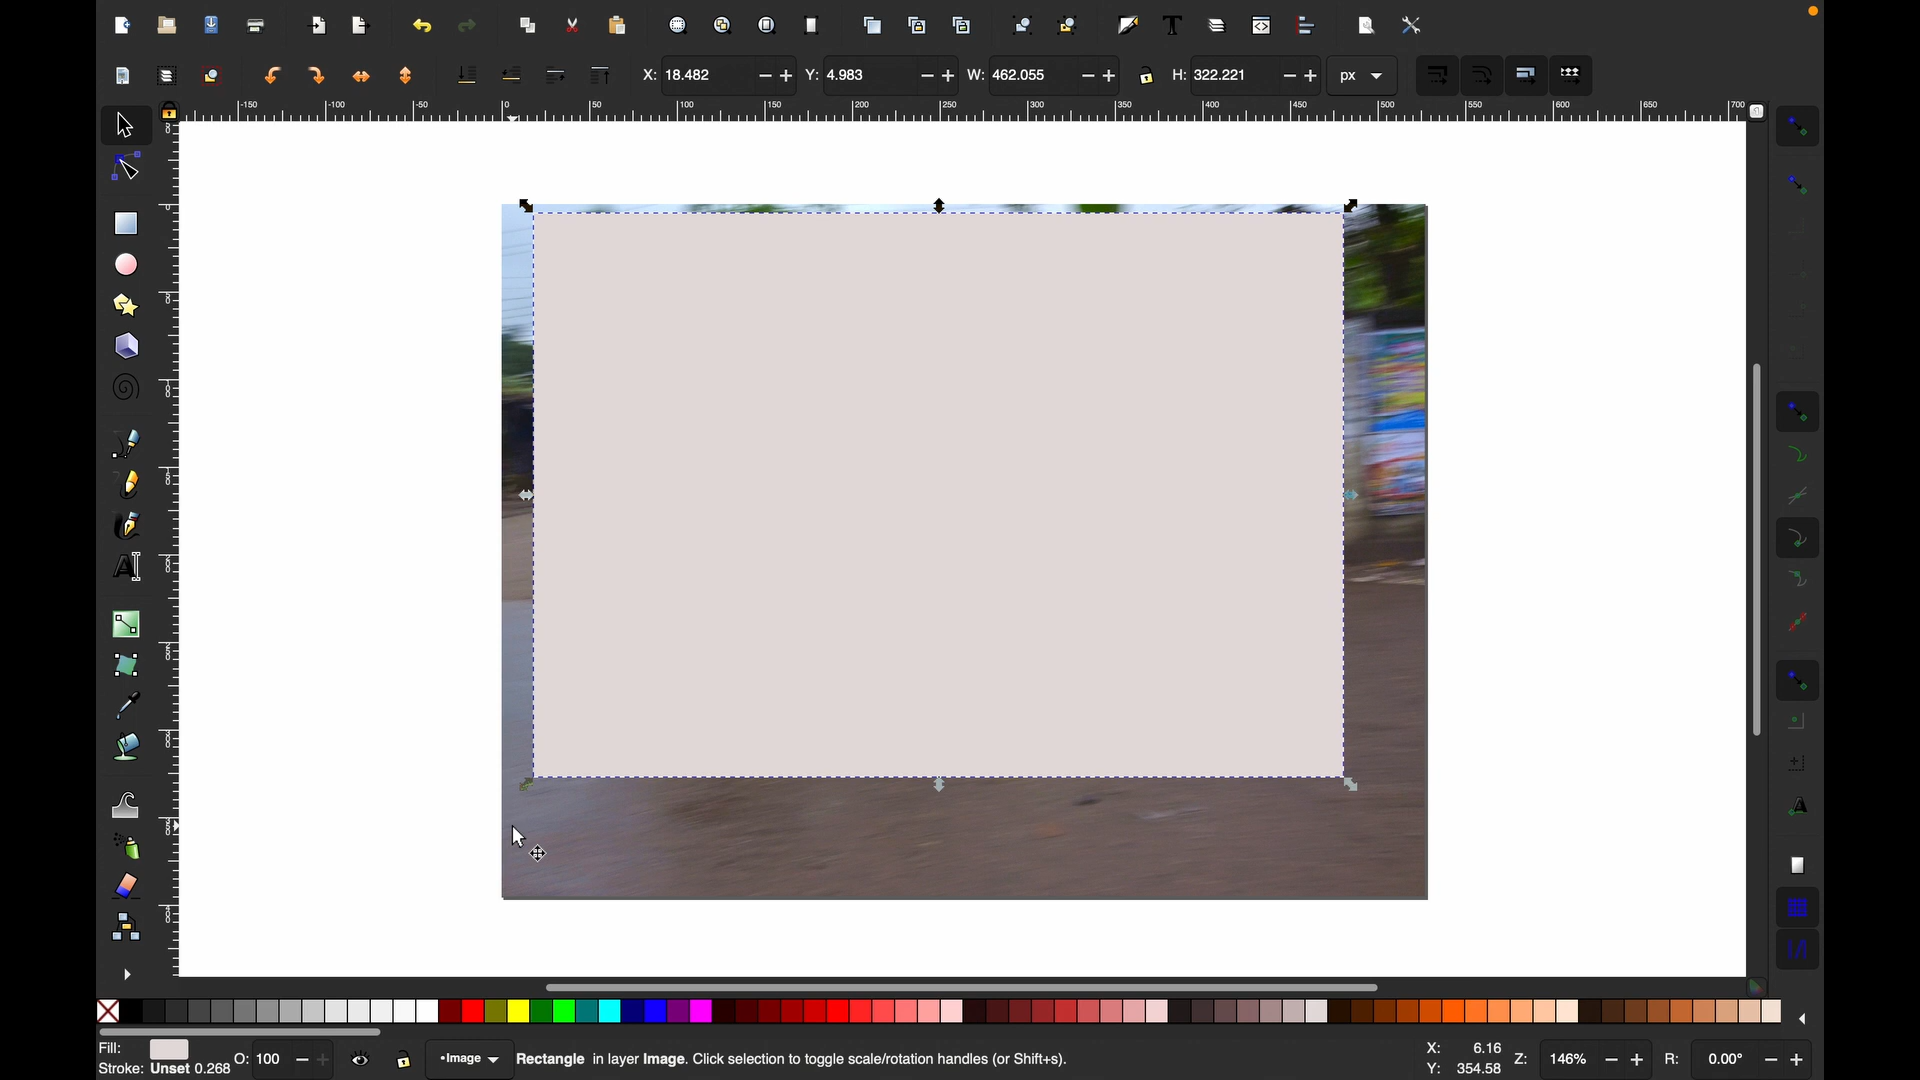 X: 18.482 Y: 4.983 W: 462.055 H: 322.221 px
-150 -100 -50 0 50 100 150 200 250 300 350 400 450 500 550 600 650 700
Fill:
Stroke: Unset 0.268
O: 100
•Image
Rectangle in layer Image. Click selection to toggle scale/rotation handles (or Shift+s).
X: 6.16
Y: 354.58
Z: 146%
R: 0.00°